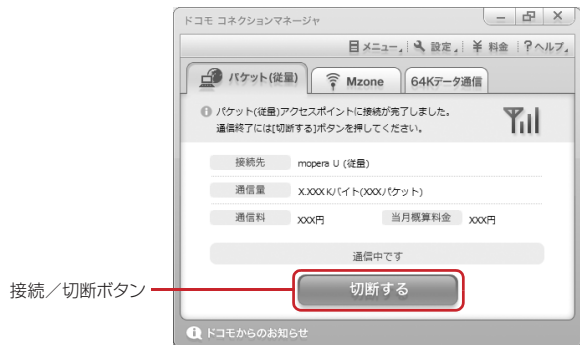 ドコモ コネクションマネージャ
メニュー 設定 ¥ 料金 ? ヘルプ
パケット(従量) Mzone 64Kデータ通信
パケット(従量)アクセスポイントに接続が完了しました。
通信終了には[切断する]ボタンを押してください。
接続先 mopera U (従量)
通信量 X.XXX Kバイト(XXXパケット)
通信料 XXX円 当月概算料金 XXX円
通信中です
接続／切断ボタン 切断する
ドコモからのお知らせ